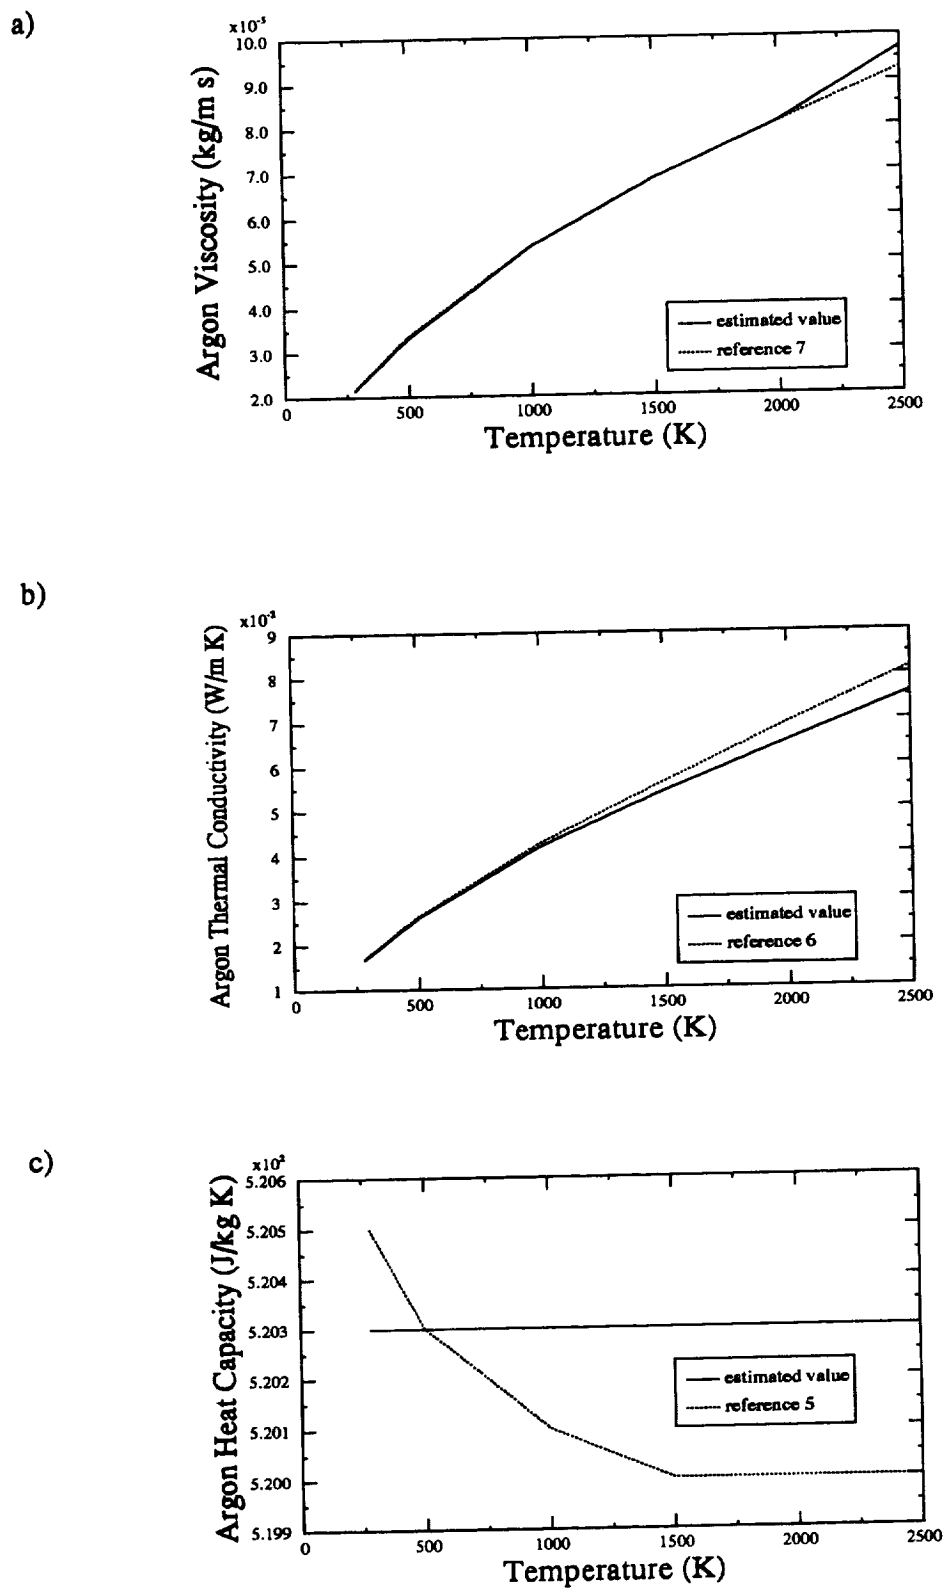 a)
x10⁻⁵
10.0
9.0
8.0
7.0
6.0
5.0
4.0
3.0
2.0
Argon Viscosity (kg/m s)
estimated value
reference 7
0 500 1000 1500 2000 2500
Temperature (K)
b)
x10⁻²
9
8
7
6
5
4
3
2
1
Argon Thermal Conductivity (W/m K)
estimated value
reference 6
0 500 1000 1500 2000 2500
Temperature (K)
c)
x10²
5.206
5.205
5.204
5.203
5.202
5.201
5.200
5.199
Argon Heat Capacity (J/kg K)
estimated value
reference 5
0 500 1000 1500 2000 2500
Temperature (K)